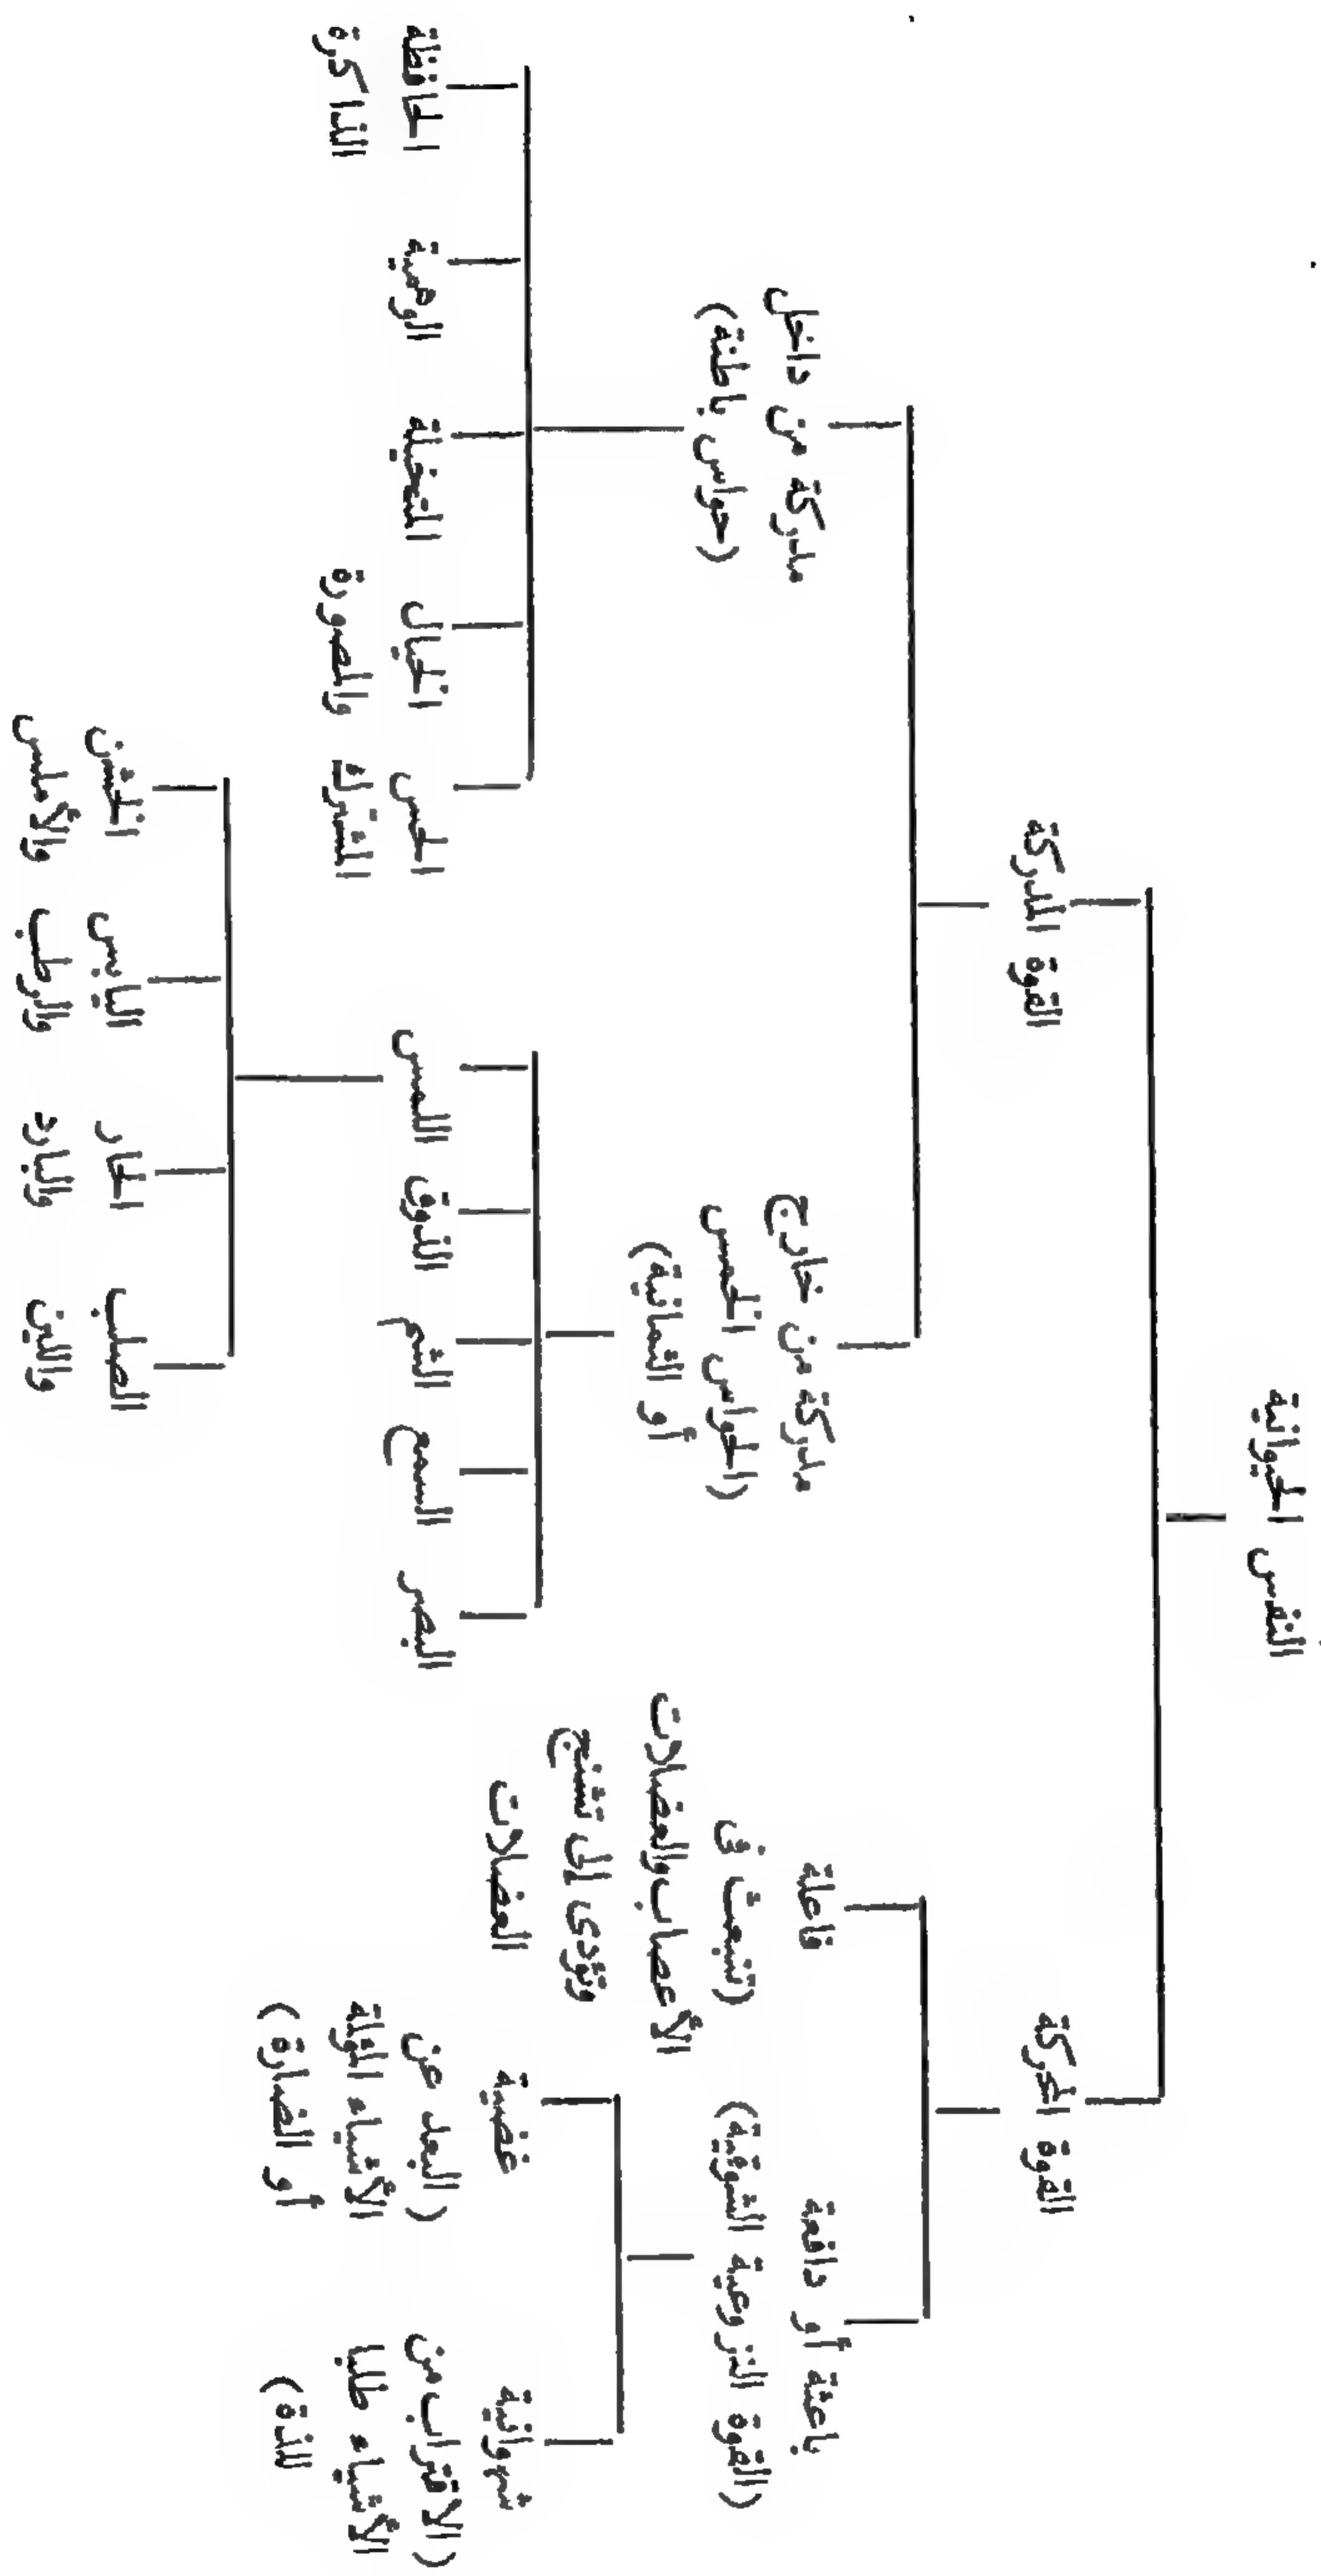 النفس الحيوانية
القوة المحركة
القوة المدركة
باعثة أو دافعة
(القوة النزوعية الشوقية)
فاعلة
(تنبعث فى
الأعصاب والعضلات
وتؤدى إلى تشنج
العضلات
شهوانية
(الاقتراب من
الأشياء طلبا
للذة)
غضبية
(البعد عن
الأشياء المؤلمة
أو الضارة)
مدركة من خارج
(الحواس الخمس
أو الثمانية)
مدركة من داخل
(حواس باطنة)
البصر
السمع
الشم
الذوق
اللمس
الحس
المشترك
الخيال
والمصورة
المتخيلة
الوهمية
الحافظة
الذاكرة
الصلب
واللين
الحار
والبارد
اليابس
والرطب
الخشن
والأملس